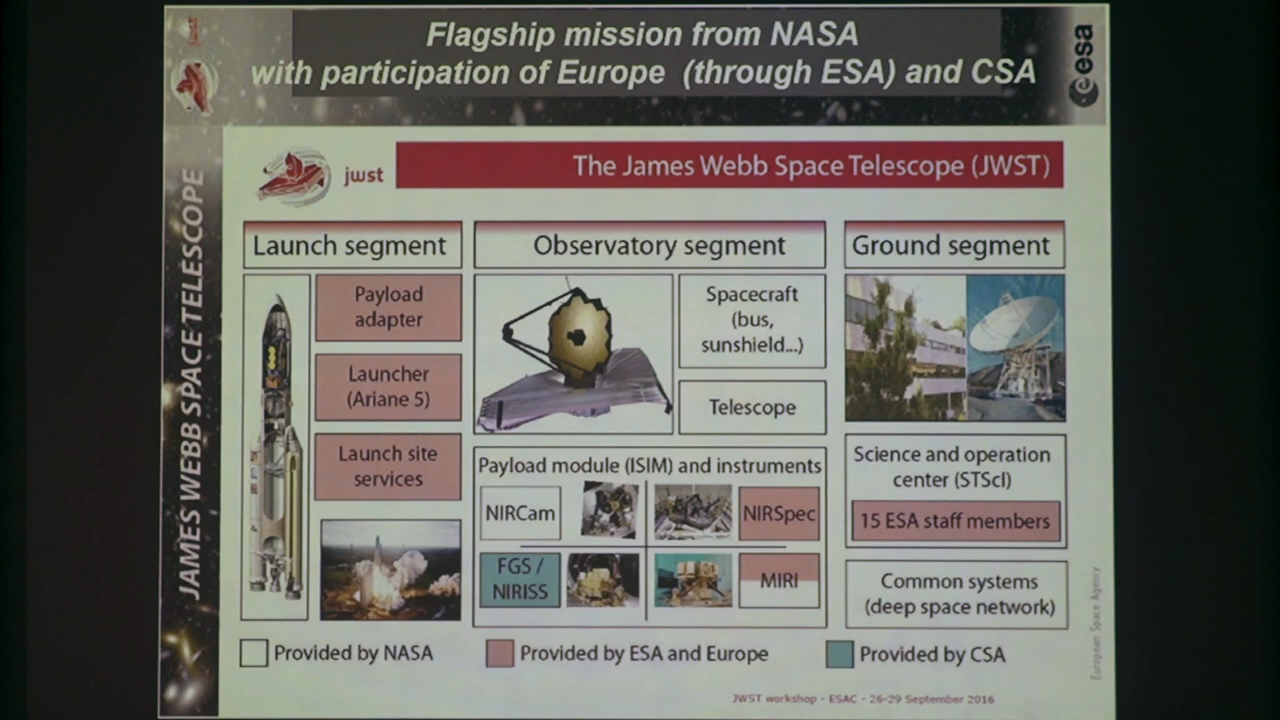 Flagship mission from NASA
with participation of Europe (through ESA) and CSA
esa
JAMES WEBB SPACE TELESCOPE
jwst
The James Webb Space Telescope (JWST)
Launch segment
Payload
adapter
Launcher
(Ariane 5)
Launch site
services
Observatory segment
Spacecraft
(bus,
sunshield...)
Telescope
Payload module (ISIM) and instruments
NIRCam
NIRSpec
FGS /
NIRISS
MIRI
Ground segment
Science and operation
center (STScI)
15 ESA staff members
Common systems
(deep space network)
Provided by NASA
Provided by ESA and Europe
Provided by CSA
European Space Agency
JWST workshop - ESAC - 26-29 September 2016